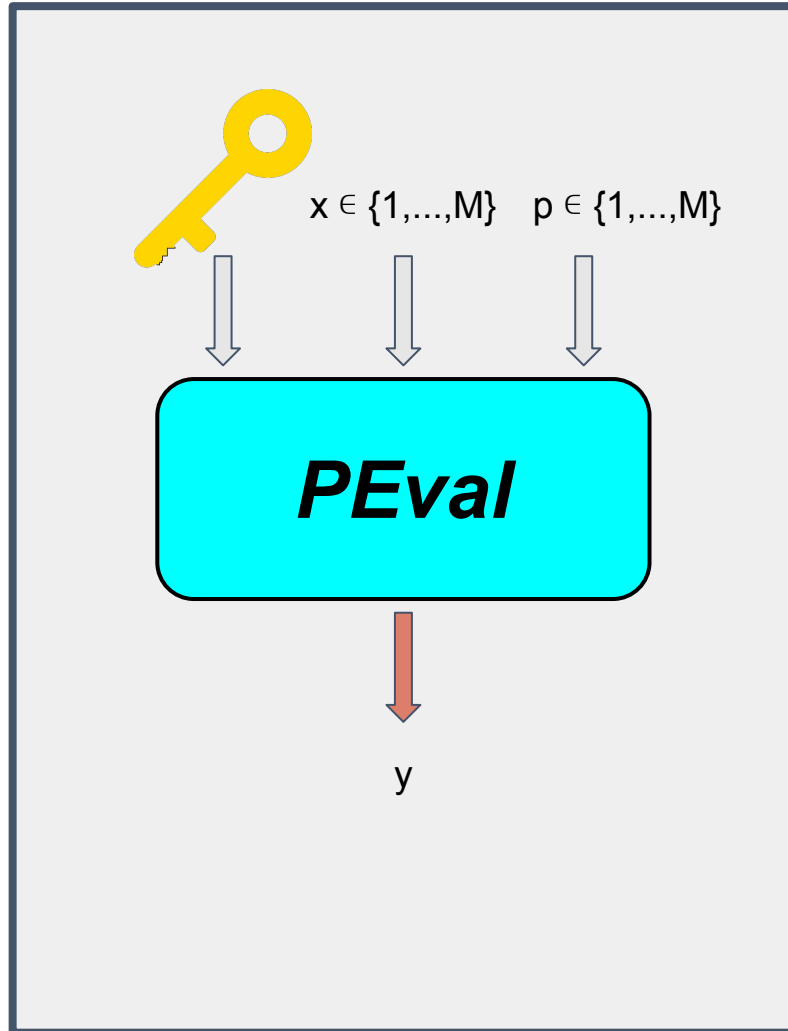 x ∈ {1,...,M} p ∈ {1,...,M}
PEval
y